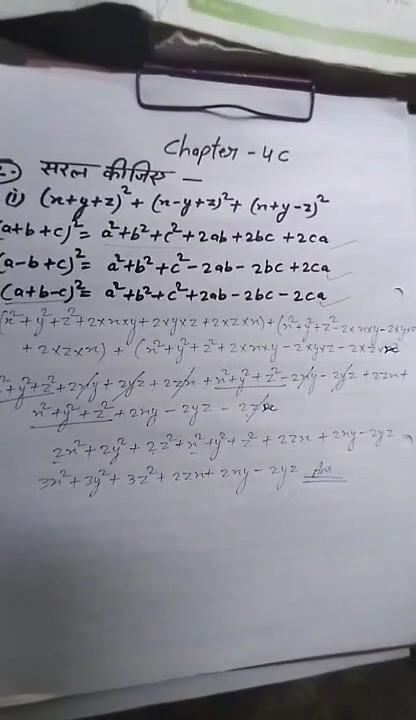 Chapter - 4C
सरल कीजिए —
(i) (x+y+z)² + (x-y+z)² + (x+y-z)²
(a+b+c)² = a²+b²+c²+2ab+2bc+2ca
(a-b+c)² = a²+b²+c²-2ab-2bc+2ca
(a+b-c)² = a²+b²+c²+2ab-2bc-2ca
(x²+y²+z²+2×x×y+2×y×z+2×z×x)+(x²+y²+z²-2×x×y-2×y×z
+2×z×x)+(x²+y²+z²+2×x×y-2×y×z-2×z×x
x²+y²+z²+2xy+2yz+2zx+x²+y²+z²-2xy-2yz+2zx+
x²+y²+z²+2xy-2yz-2zx
2x²+2y²+2z²+x²+y²+z²+2zx+2xy-2yz
3x²+3y²+3z²+2zx+2xy-2yz Ans